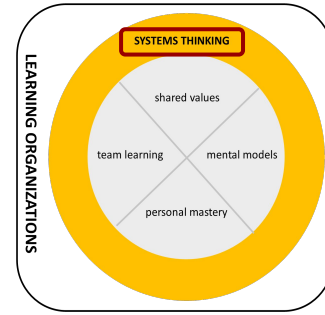 LEARNING ORGANIZATIONS
SYSTEMS THINKING
shared values
team learning
mental models
personal mastery